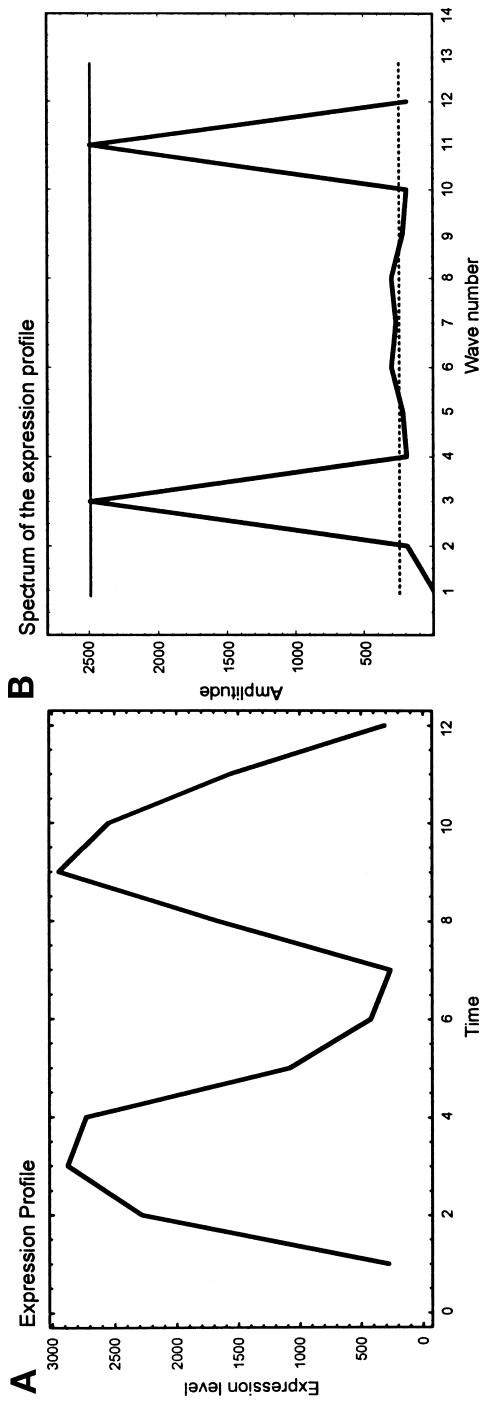 A
Expression Profile
3000
2500
2000
1500
1000
500
0
Expression level
0 2 4 6 8 10 12
Time
B
Spectrum of the expression profile
2500
2000
1500
1000
500
Amplitude
1 2 3 4 5 6 7 8 9 10 11 12 13 14
Wave number